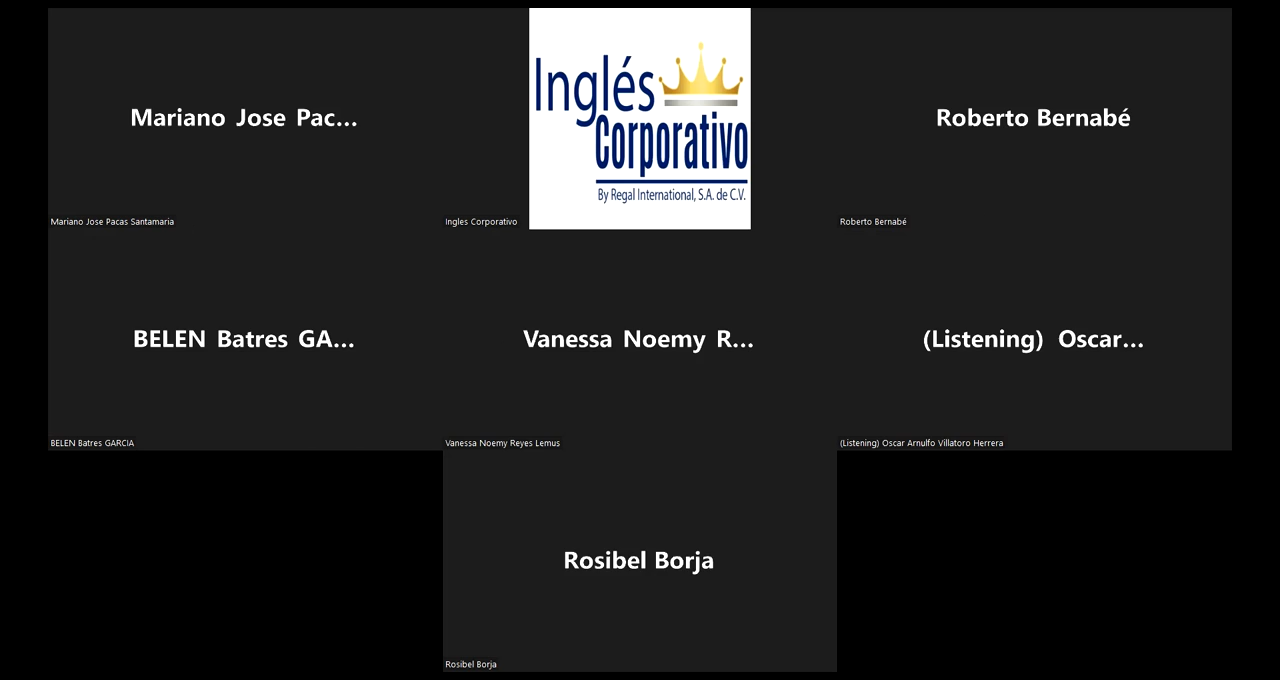 Mariano Jose Pac...
Mariano Jose Pacas Santamaria
Inglés
Corporativo
By Regal International, S.A. de C.V.
Ingles Corporativo
Roberto Bernabé
Roberto Bernabé
BELEN Batres GA...
BELEN Batres GARCIA
Vanessa Noemy R...
Vanessa Noemy Reyes Lemus
(Listening) Oscar...
(Listening) Oscar Arnulfo Villatoro Herrera
Rosibel Borja
Rosibel Borja